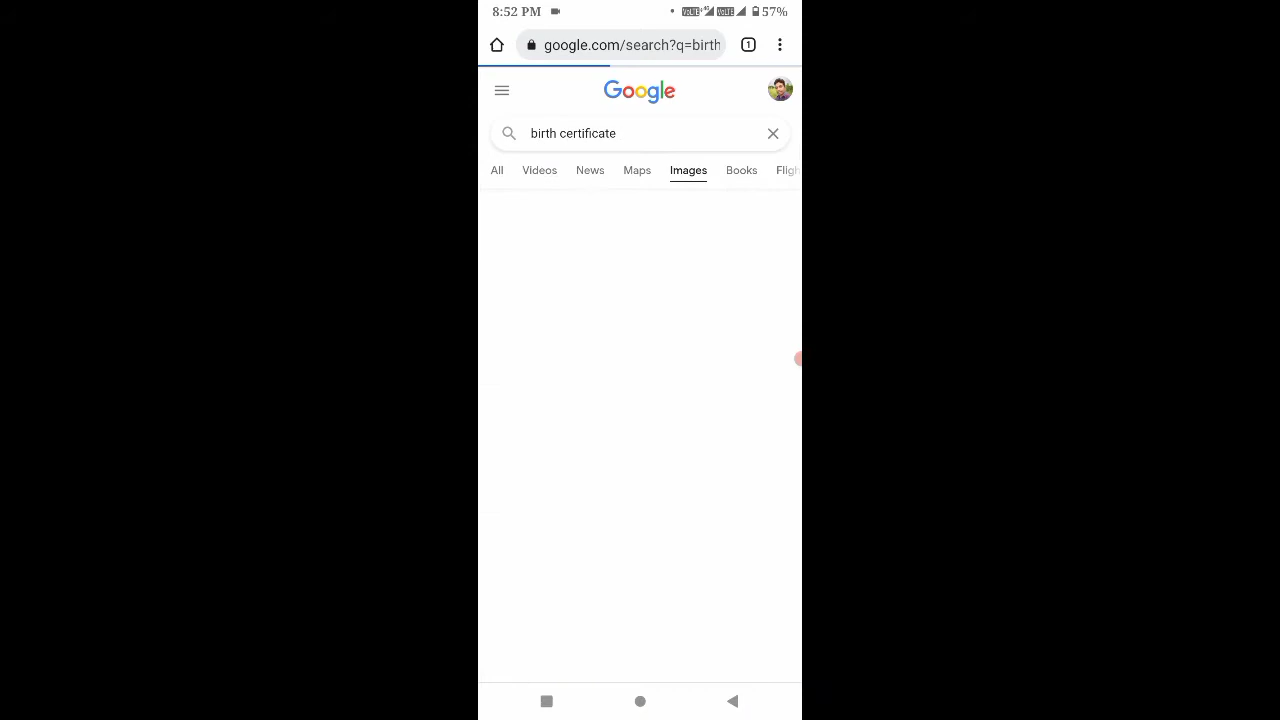 8:52 PM 57%
google.com/search?q=birth
1
Google
birth certificate
All Videos News Maps Images Books Fligh